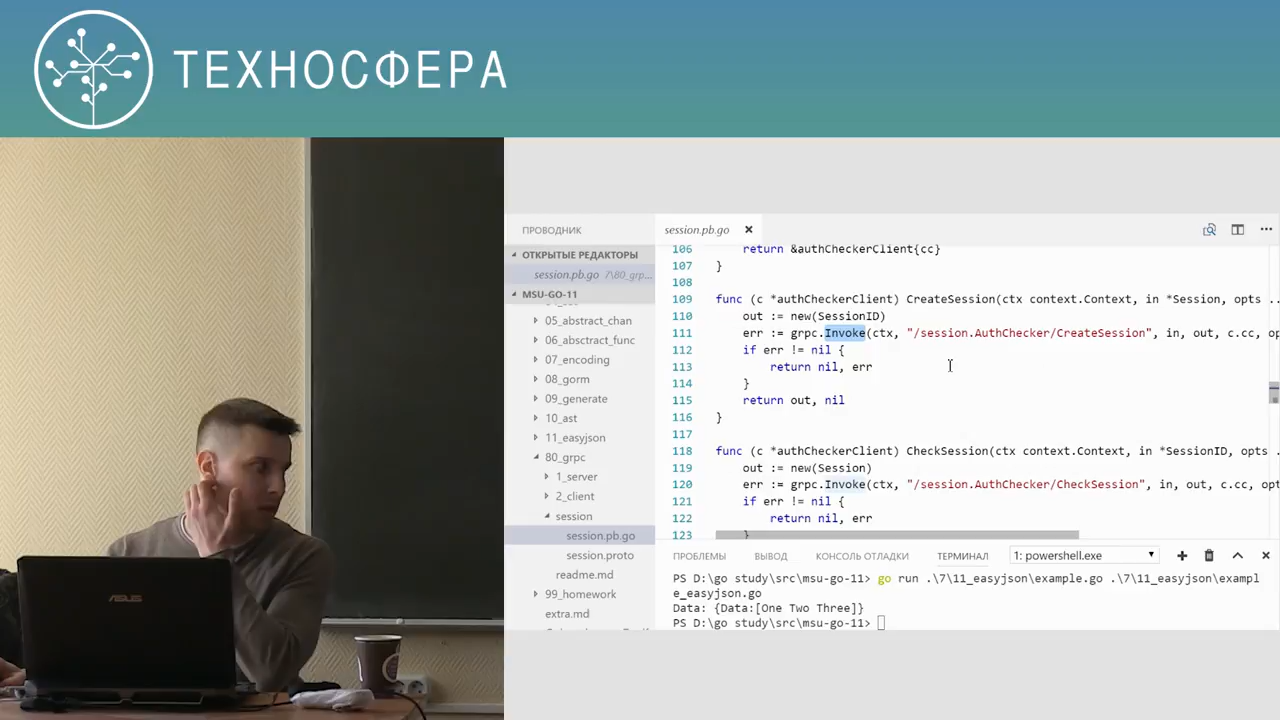 ТЕХНОСФЕРА
ПРОВОДНИК
ОТКРЫТЫЕ РЕДАКТОРЫ
session.pb.go 7\80_grp...
MSU-GO-11
05_abstract_chan
06_absctract_func
07_encoding
08_gorm
09_generate
10_ast
11_easyjson
80_grpc
1_server
2_client
session
session.pb.go
session.proto
readme.md
99_homework
extra.md
session.pb.go
106 return &authCheckerClient{cc}
107 }
108
109 func (c *authCheckerClient) CreateSession(ctx context.Context, in *Session, opts ...
110 out := new(SessionID)
111 err := grpc.Invoke(ctx, "/session.AuthChecker/CreateSession", in, out, c.cc, op
112 if err != nil {
113 return nil, err
114 }
115 return out, nil
116 }
117
118 func (c *authCheckerClient) CheckSession(ctx context.Context, in *SessionID, opts ...
119 out := new(Session)
120 err := grpc.Invoke(ctx, "/session.AuthChecker/CheckSession", in, out, c.cc, opt
121 if err != nil {
122 return nil, err
123 }
ПРОБЛЕМЫ ВЫВОД КОНСОЛЬ ОТЛАДКИ ТЕРМИНАЛ 1: powershell.exe
PS D:\go study\src\msu-go-11> go run .\7\11_easyjson\example.go .\7\11_easyjson\exampl
e_easyjson.go
Data: {Data:[One Two Three]}
PS D:\go study\src\msu-go-11>
ASUS